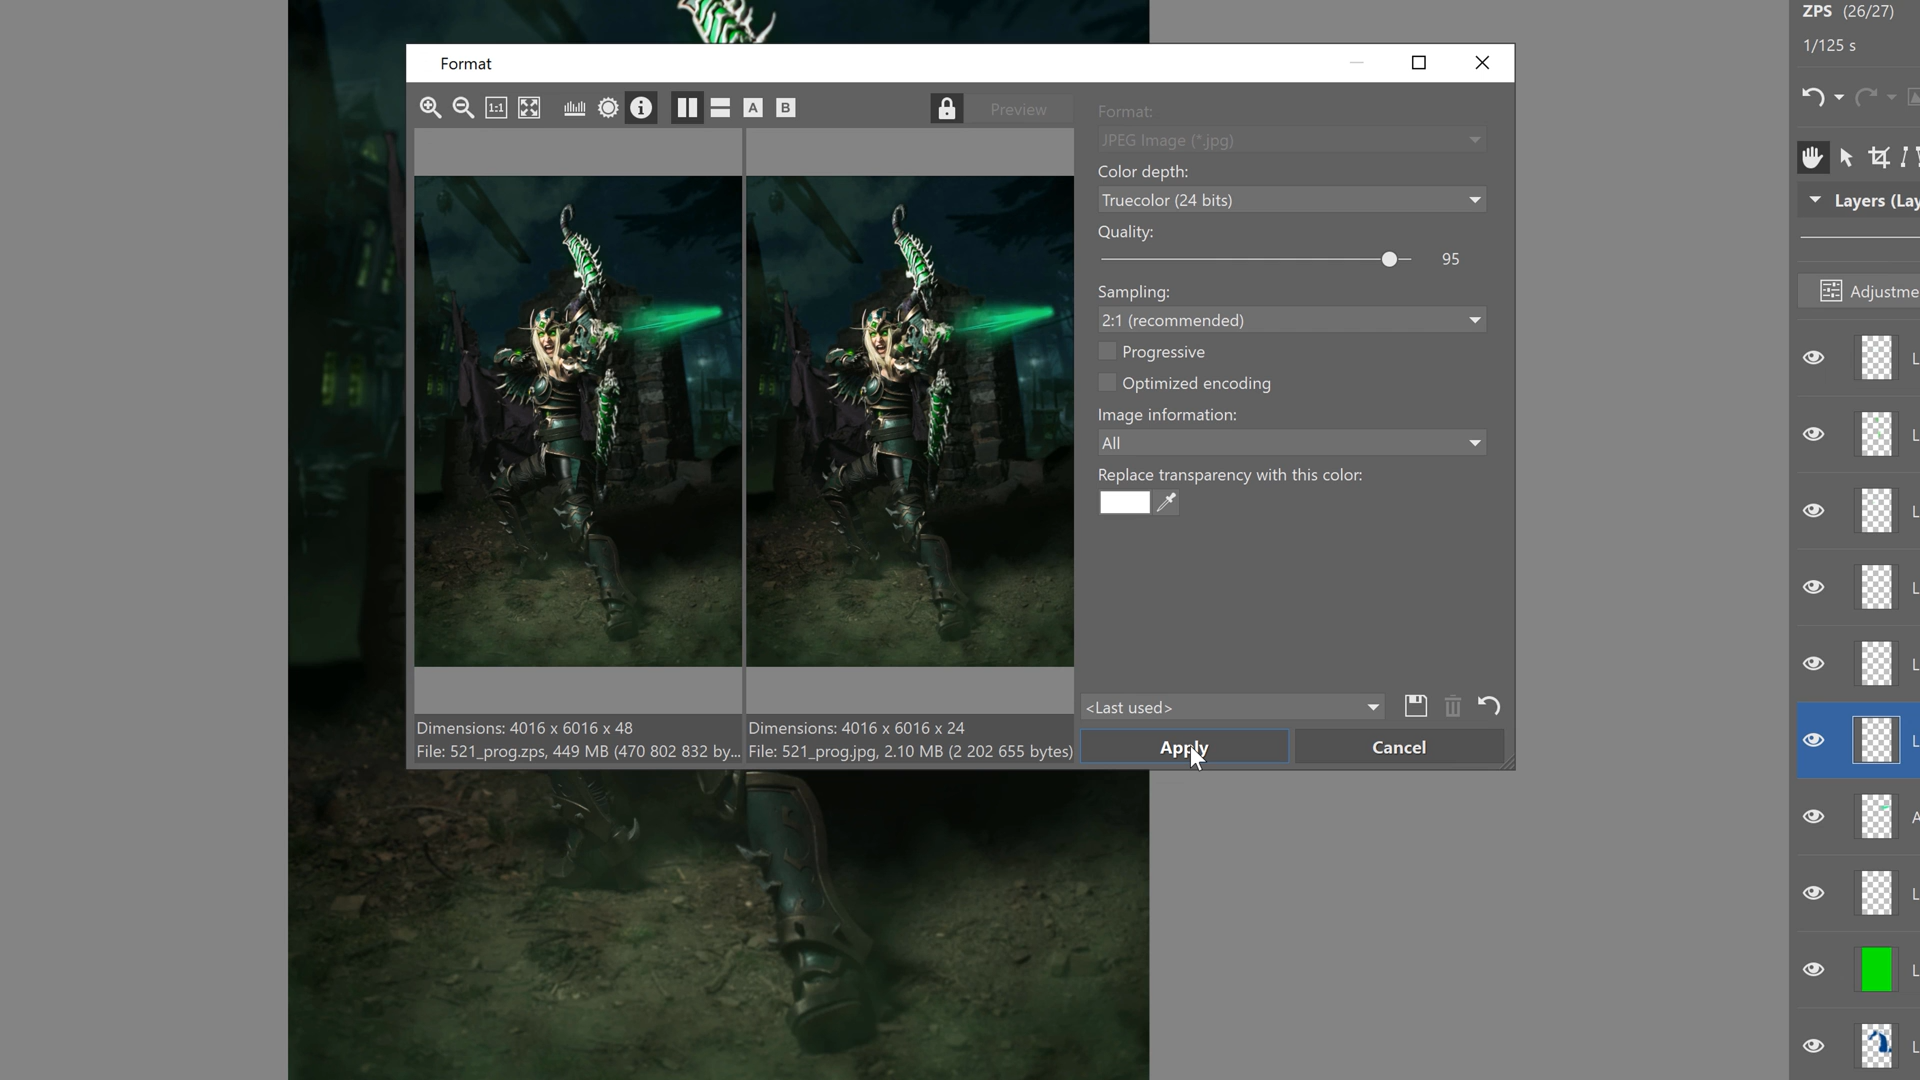 Format
1:1
A
B
Preview
Dimensions: 4016 x 6016 x 48
File: 521_prog.zps, 449 MB (470 802 832 by...
Dimensions: 4016 x 6016 x 24
File: 521_prog.jpg, 2.10 MB (2 202 655 bytes)
Format:
JPEG Image (*.jpg)
Color depth:
Truecolor (24 bits)
Quality:
95
Sampling:
2:1 (recommended)
Progressive
Optimized encoding
Image information:
All
Replace transparency with this color:
<Last used>
Apply
Cancel
ZPS (26/27)
1/125 s
Layers (Lay
Adjustme
L
L
L
L
L
L
A
L
L
L